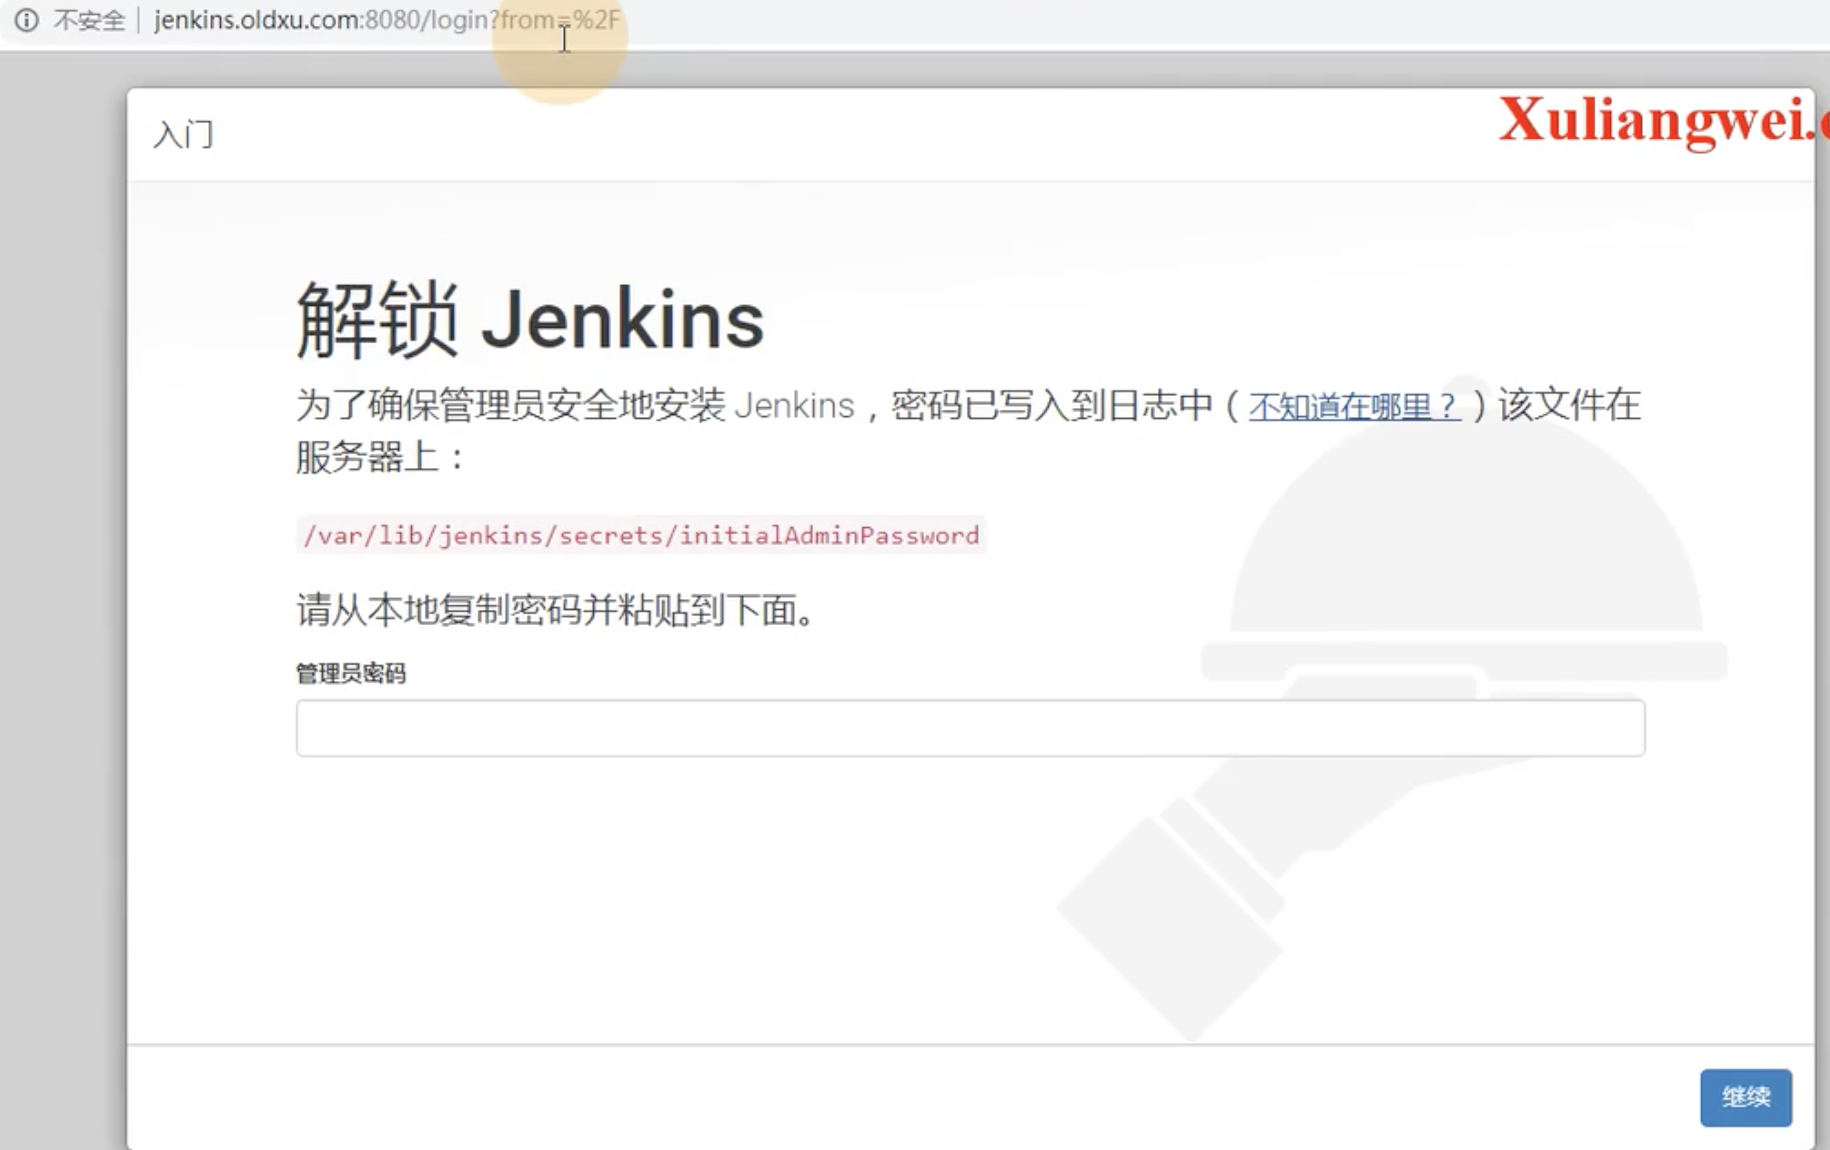 不安全 jenkins.oldxu.com:8080/login?from=%2F
入门
Xuliangwei.
解锁 Jenkins
为了确保管理员安全地安装 Jenkins，密码已写入到日志中（不知道在哪里？）该文件在
服务器上：
/var/lib/jenkins/secrets/initialAdminPassword
请从本地复制密码并粘贴到下面。
管理员密码
继续